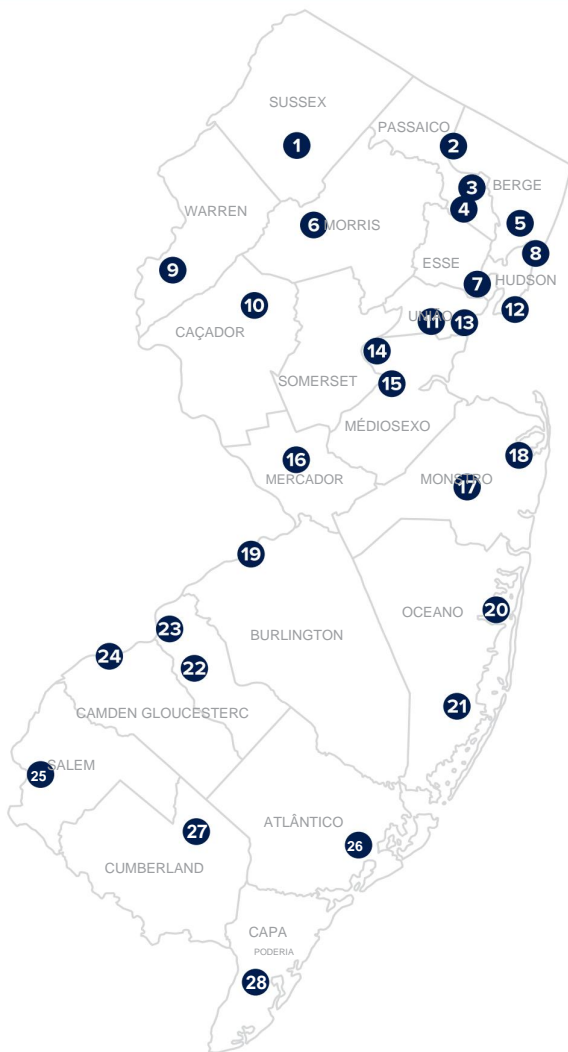 SUSSEX
PASSAICO
1
2
3
BERGE
4
WARREN
5
6
MORRIS
8
ESSE
9
7
HUDSON
10
12
UNIÃO
11
13
CAÇADOR
14
SOMERSET
15
MÉDIOSEXO
18
16
MERCADOR
MONSTRO
17
19
OCEANO
20
23
BURLINGTON
24
22
21
CAMDEN GLOUCESTERC
SALEM
25
ATLÂNTICO
27
26
CUMBERLAND
CAPA
PODERIA
28